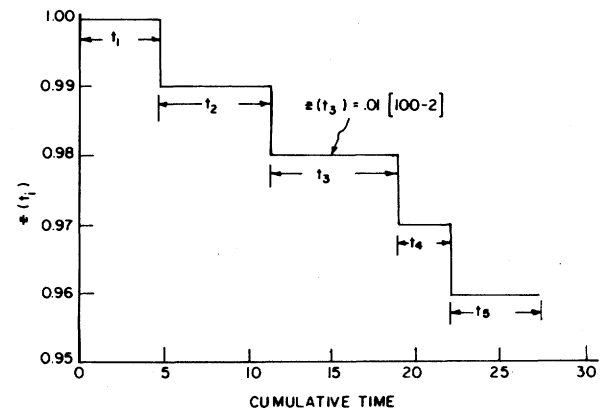 1.00
t1
0.99
t2
z(t3) = .01 [100-2]
0.98
t3
z(ti)
0.97
t4
0.96
t5
0.95
0 5 10 15 20 25 30
CUMULATIVE TIME